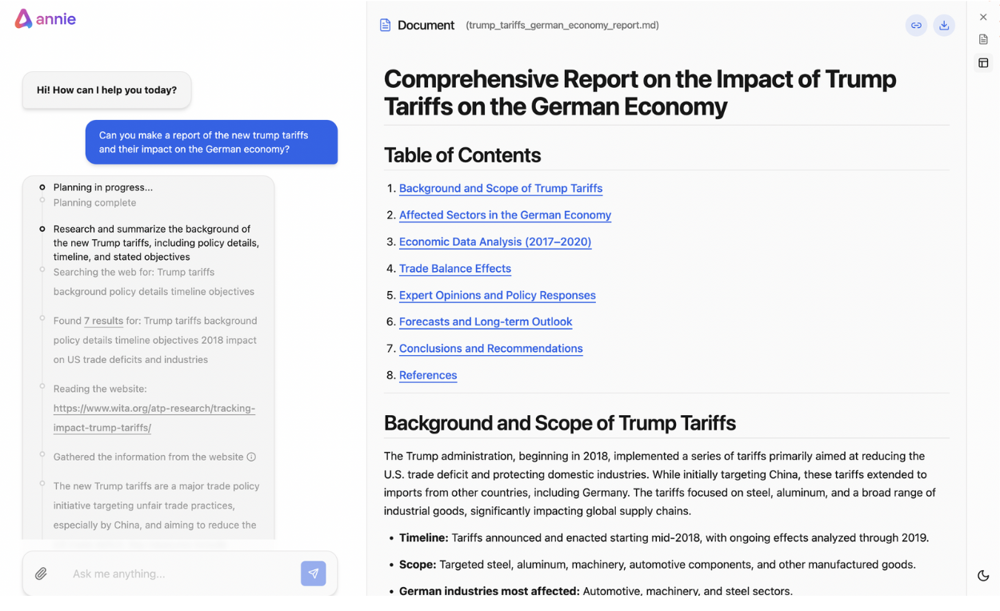 annie
Hi! How can I help you today?
Can you make a report of the new trump tariffs
and their impact on the German economy?
Planning in progress...
Planning complete
Research and summarize the background of
the new Trump tariffs, including policy details,
timeline, and stated objectives
Searching the web for: Trump tariffs
background policy details timeline objectives
Found 7 results for: Trump tariffs background
policy details timeline objectives 2018 impact
on US trade deficits and industries
Reading the website:
https://www.wita.org/atp-research/tracking-
impact-trump-tariffs/
Gathered the information from the website
The new Trump tariffs are a major trade policy
initiative targeting unfair trade practices,
especially by China, and aiming to reduce the
Ask me anything...
Document (trump_tariffs_german_economy_report.md)
Comprehensive Report on the Impact of Trump
Tariffs on the German Economy
Table of Contents
1. Background and Scope of Trump Tariffs
2. Affected Sectors in the German Economy
3. Economic Data Analysis (2017–2020)
4. Trade Balance Effects
5. Expert Opinions and Policy Responses
6. Forecasts and Long-term Outlook
7. Conclusions and Recommendations
8. References
Background and Scope of Trump Tariffs
The Trump administration, beginning in 2018, implemented a series of tariffs primarily aimed at reducing the
U.S. trade deficit and protecting domestic industries. While initially targeting China, these tariffs extended to
imports from other countries, including Germany. The tariffs focused on steel, aluminum, and a broad range of
industrial goods, significantly impacting global supply chains.
• Timeline: Tariffs announced and enacted starting mid-2018, with ongoing effects analyzed through 2019.
• Scope: Targeted steel, aluminum, machinery, automotive components, and other manufactured goods.
• German industries most affected: Automotive, machinery, and steel sectors.